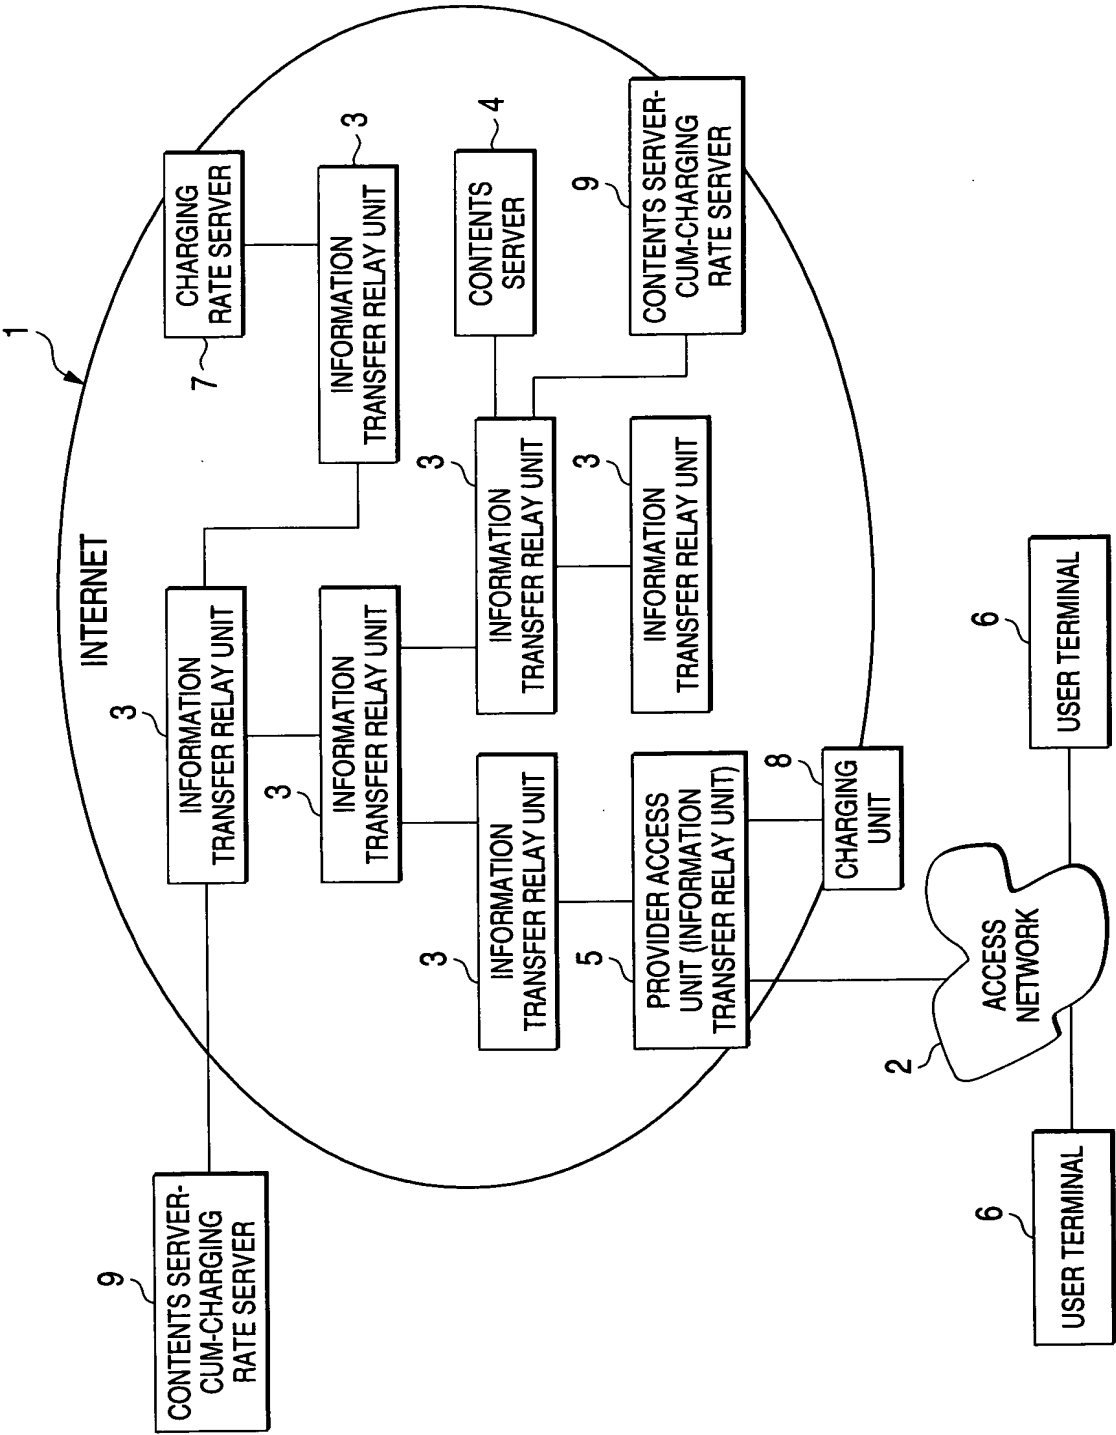 1
INTERNET
CONTENTS SERVER-
CUM-CHARGING
RATE SERVER
9
INFORMATION
TRANSFER RELAY UNIT
3
CHARGING
RATE SERVER
7
INFORMATION
TRANSFER RELAY UNIT
3
INFORMATION
TRANSFER RELAY UNIT
3
CONTENTS
SERVER
4
INFORMATION
TRANSFER RELAY UNIT
3
INFORMATION
TRANSFER RELAY UNIT
3
CONTENTS SERVER-
CUM-CHARGING
RATE SERVER
9
PROVIDER ACCESS
UNIT (INFORMATION
TRANSFER RELAY UNIT)
5
INFORMATION
TRANSFER RELAY UNIT
3
CHARGING
UNIT
8
ACCESS
NETWORK
2
USER TERMINAL
6
USER TERMINAL
6